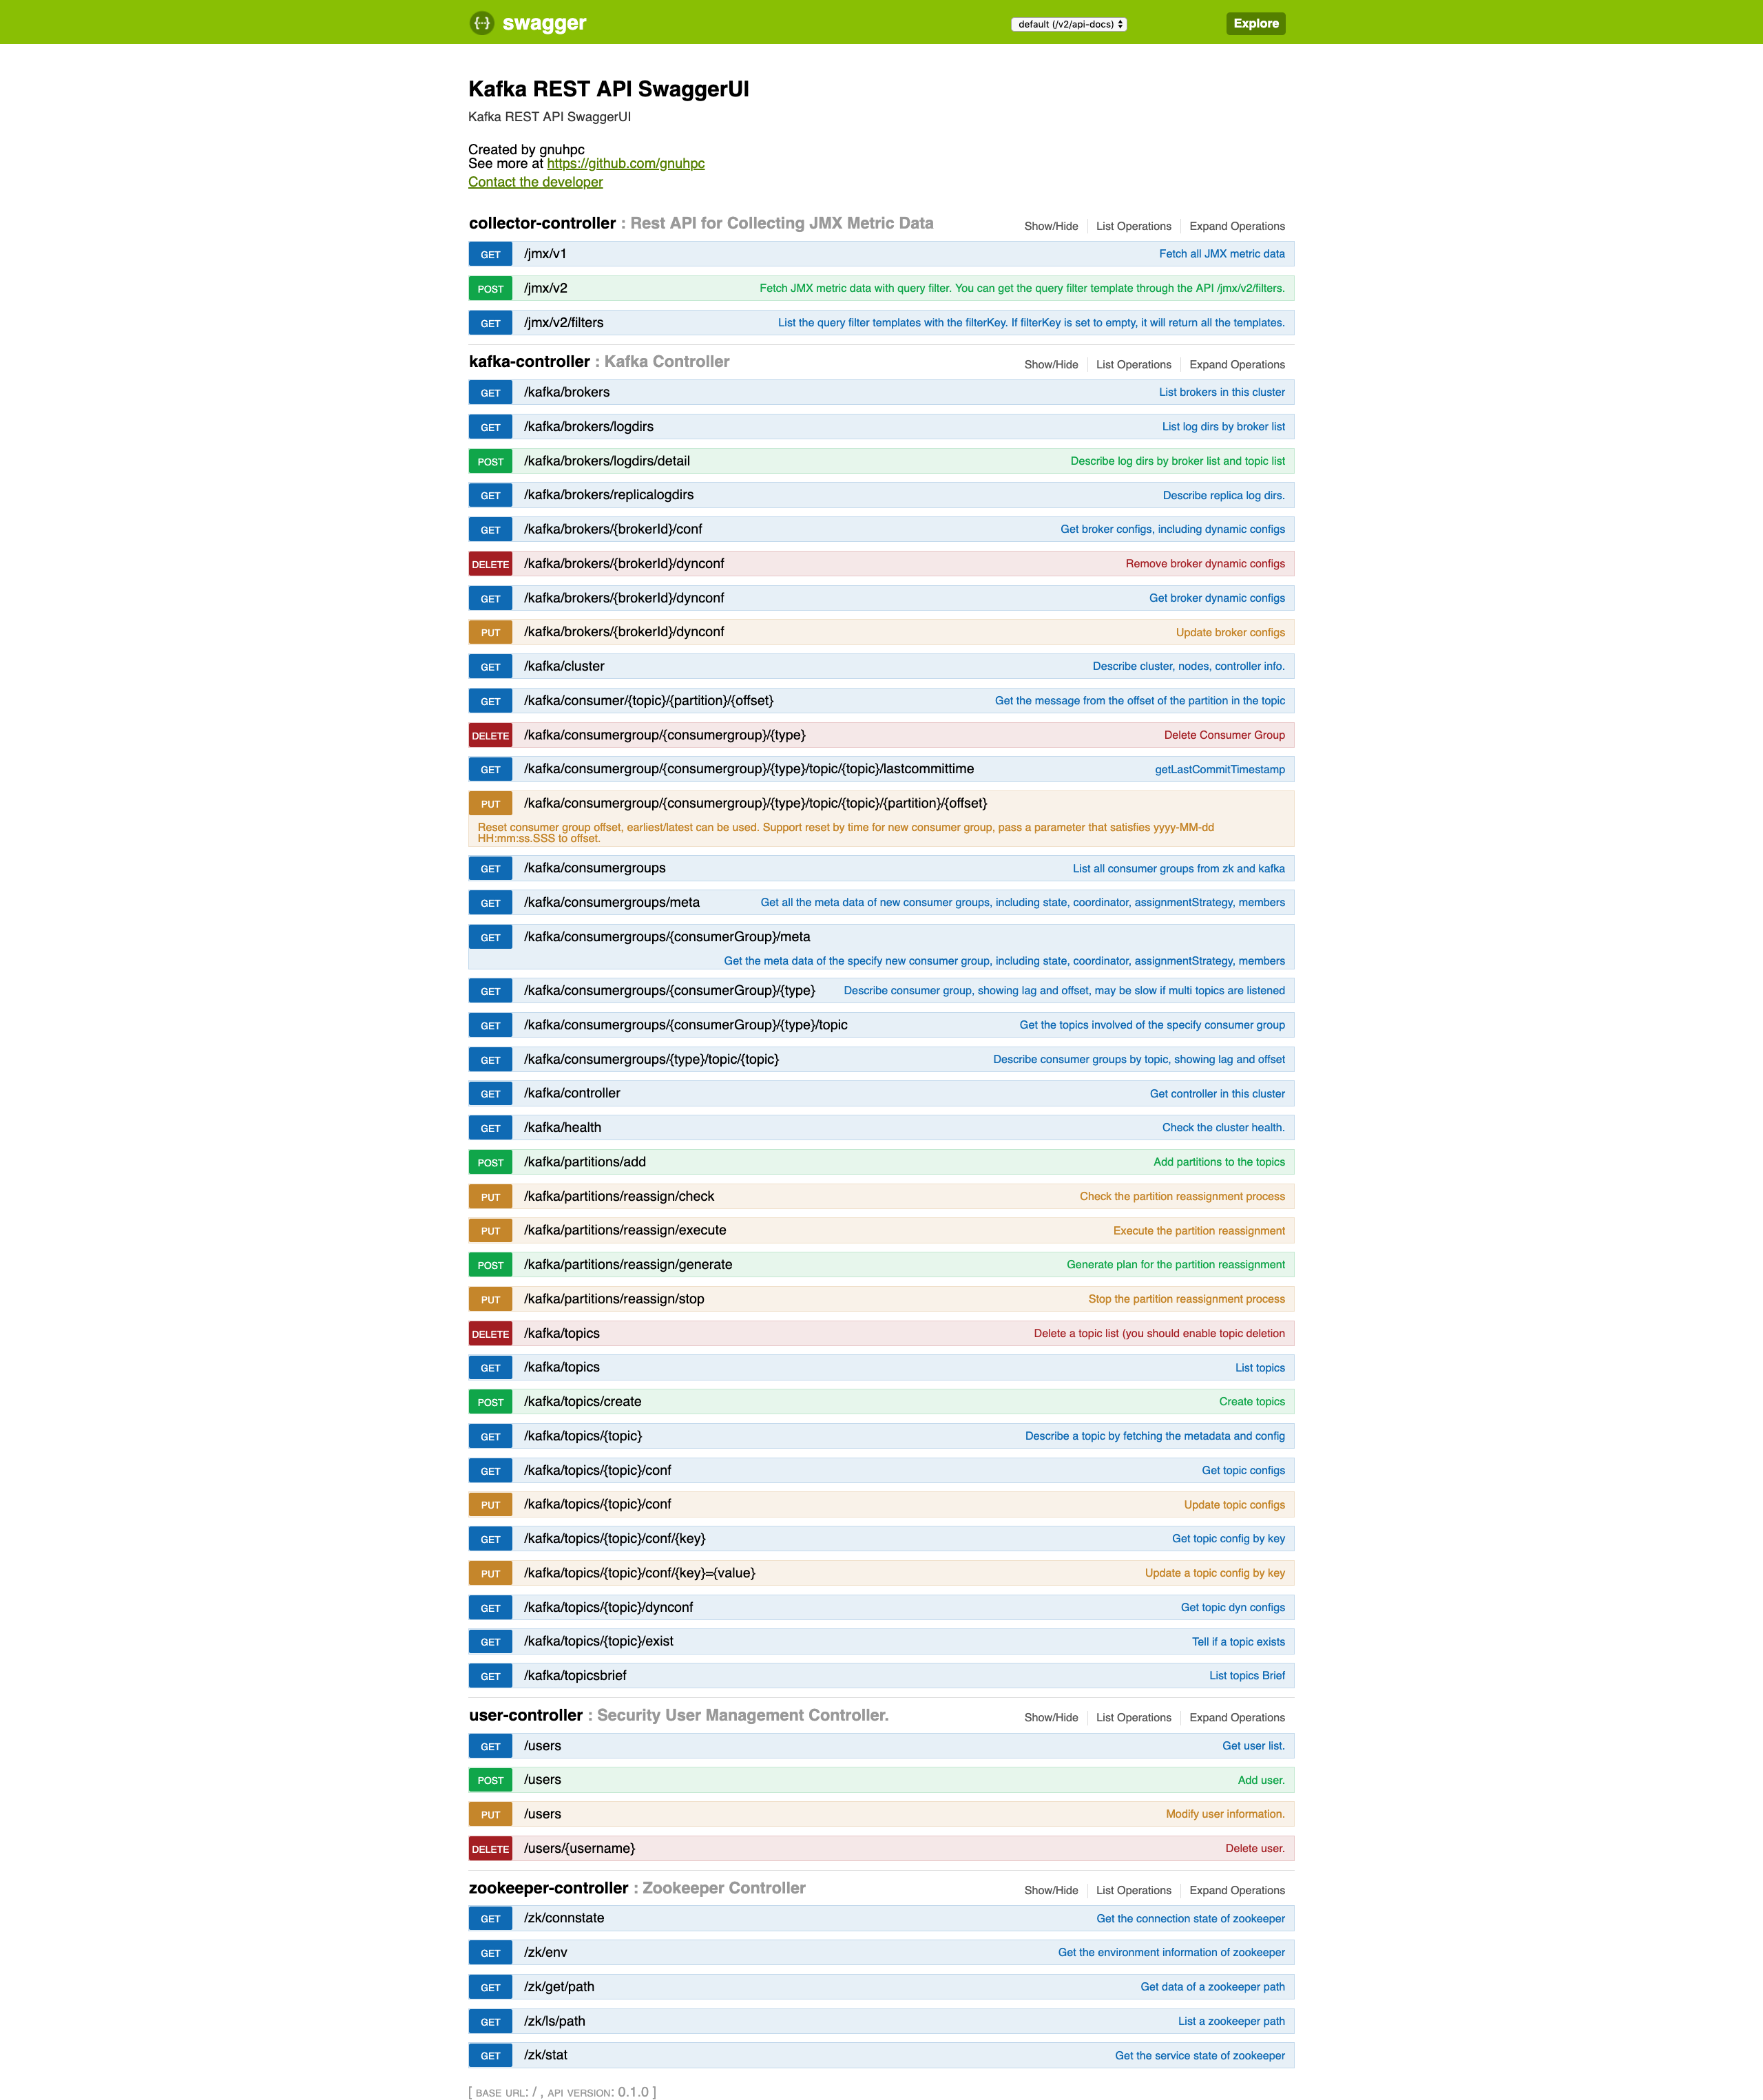 swagger default (/v2/api-docs) Explore
Kafka REST API SwaggerUI
Kafka REST API SwaggerUI
Created by gnuhpc
See more at https://github.com/gnuhpc
Contact the developer
collector-controller : Rest API for Collecting JMX Metric Data Show/Hide List Operations Expand Operations
GET /jmx/v1 Fetch all JMX metric data
POST /jmx/v2 Fetch JMX metric data with query filter. You can get the query filter template through the API /jmx/v2/filters.
GET /jmx/v2/filters List the query filter templates with the filterKey. If filterKey is set to empty, it will return all the templates.
kafka-controller : Kafka Controller Show/Hide List Operations Expand Operations
GET /kafka/brokers List brokers in this cluster
GET /kafka/brokers/logdirs List log dirs by broker list
POST /kafka/brokers/logdirs/detail Describe log dirs by broker list and topic list
GET /kafka/brokers/replicalogdirs Describe replica log dirs.
GET /kafka/brokers/{brokerId}/conf Get broker configs, including dynamic configs
DELETE /kafka/brokers/{brokerId}/dynconf Remove broker dynamic configs
GET /kafka/brokers/{brokerId}/dynconf Get broker dynamic configs
PUT /kafka/brokers/{brokerId}/dynconf Update broker configs
GET /kafka/cluster Describe cluster, nodes, controller info.
GET /kafka/consumer/{topic}/{partition}/{offset} Get the message from the offset of the partition in the topic
DELETE /kafka/consumergroup/{consumergroup}/{type} Delete Consumer Group
GET /kafka/consumergroup/{consumergroup}/{type}/topic/{topic}/lastcommittime getLastCommitTimestamp
PUT /kafka/consumergroup/{consumergroup}/{type}/topic/{topic}/{partition}/{offset}
Reset consumer group offset, earliest/latest can be used. Support reset by time for new consumer group, pass a parameter that satisfies yyyy-MM-dd
HH:mm:ss.SSS to offset.
GET /kafka/consumergroups List all consumer groups from zk and kafka
GET /kafka/consumergroups/meta Get all the meta data of new consumer groups, including state, coordinator, assignmentStrategy, members
GET /kafka/consumergroups/{consumerGroup}/meta
Get the meta data of the specify new consumer group, including state, coordinator, assignmentStrategy, members
GET /kafka/consumergroups/{consumerGroup}/{type} Describe consumer group, showing lag and offset, may be slow if multi topics are listened
GET /kafka/consumergroups/{consumerGroup}/{type}/topic Get the topics involved of the specify consumer group
GET /kafka/consumergroups/{type}/topic/{topic} Describe consumer groups by topic, showing lag and offset
GET /kafka/controller Get controller in this cluster
GET /kafka/health Check the cluster health.
POST /kafka/partitions/add Add partitions to the topics
PUT /kafka/partitions/reassign/check Check the partition reassignment process
PUT /kafka/partitions/reassign/execute Execute the partition reassignment
POST /kafka/partitions/reassign/generate Generate plan for the partition reassignment
PUT /kafka/partitions/reassign/stop Stop the partition reassignment process
DELETE /kafka/topics Delete a topic list (you should enable topic deletion
GET /kafka/topics List topics
POST /kafka/topics/create Create topics
GET /kafka/topics/{topic} Describe a topic by fetching the metadata and config
GET /kafka/topics/{topic}/conf Get topic configs
PUT /kafka/topics/{topic}/conf Update topic configs
GET /kafka/topics/{topic}/conf/{key} Get topic config by key
PUT /kafka/topics/{topic}/conf/{key}={value} Update a topic config by key
GET /kafka/topics/{topic}/dynconf Get topic dyn configs
GET /kafka/topics/{topic}/exist Tell if a topic exists
GET /kafka/topicsbrief List topics Brief
user-controller : Security User Management Controller. Show/Hide List Operations Expand Operations
GET /users Get user list.
POST /users Add user.
PUT /users Modify user information.
DELETE /users/{username} Delete user.
zookeeper-controller : Zookeeper Controller Show/Hide List Operations Expand Operations
GET /zk/connstate Get the connection state of zookeeper
GET /zk/env Get the environment information of zookeeper
GET /zk/get/path Get data of a zookeeper path
GET /zk/ls/path List a zookeeper path
GET /zk/stat Get the service state of zookeeper
[ BASE URL: / , API VERSION: 0.1.0 ]